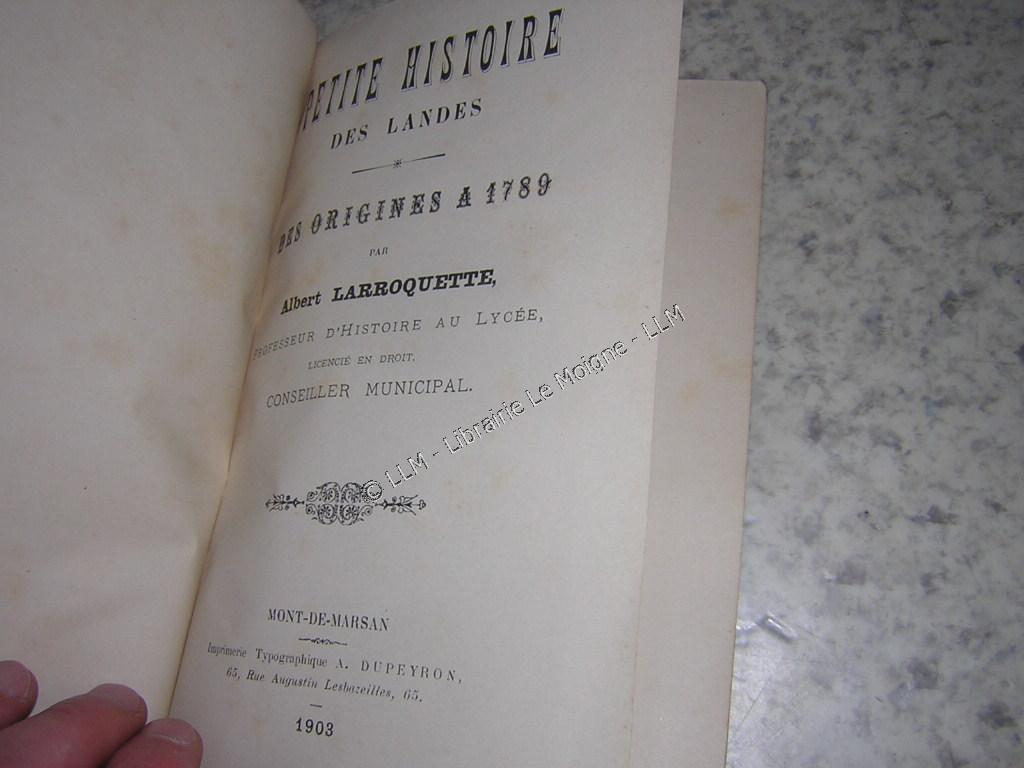 PETITE HISTOIRE
DES LANDES
DES ORIGINES A 1789
PAR
Albert LARROQUETTE,
PROFESSEUR D'HISTOIRE AU LYCÉE,
LICENCIÉ EN DROIT,
CONSEILLER MUNICIPAL.
© LLM - Librairie Le Moigne - LLM
MONT-DE-MARSAN
Imprimerie Typographique A. DUPEYRON,
65, Rue Augustin Lesbazeilles, 65.
1903